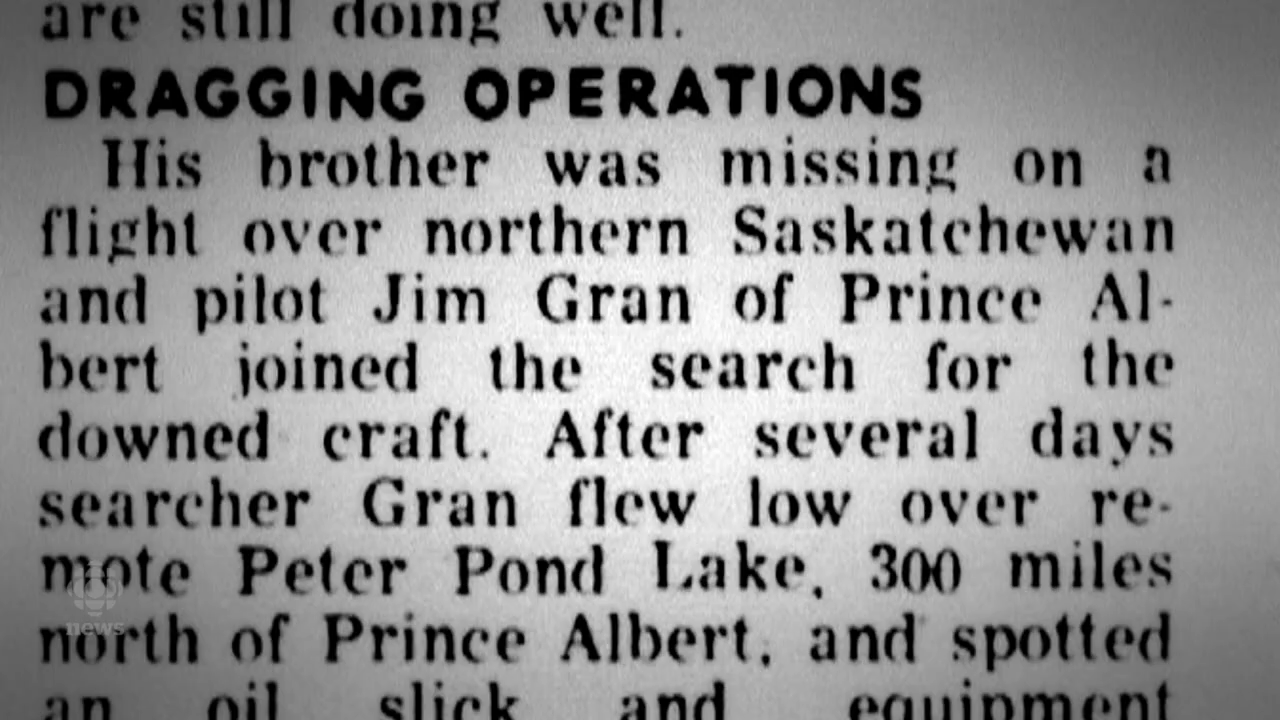 are still doing well.
DRAGGING OPERATIONS
His brother was missing on a
flight over northern Saskatchewan
and pilot Jim Gran of Prince Al-
bert joined the search for the
downed craft. After several days
searcher Gran flew low over re-
mote Peter Pond Lake, 300 miles
north of Prince Albert, and spotted
an oil slick and equipment
news